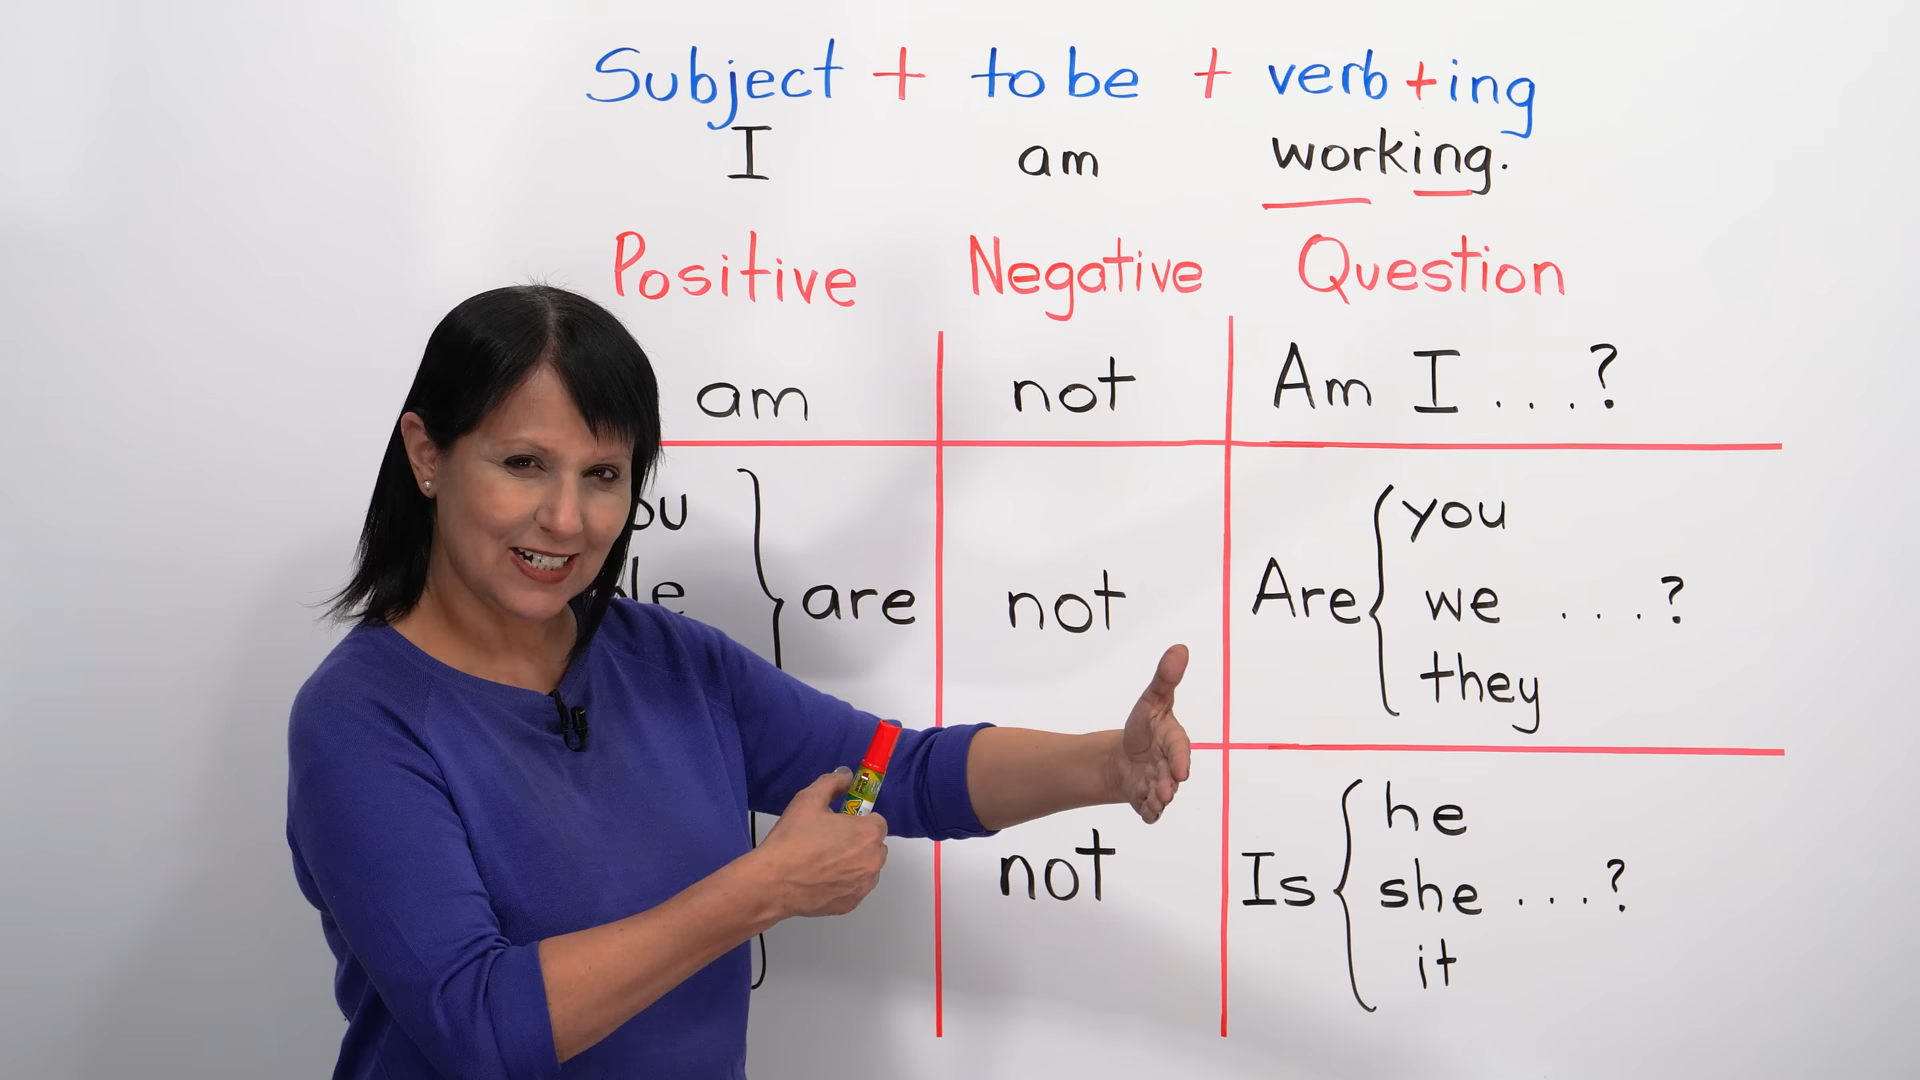 Subject + to be + verb +ing
I am working.
Positive Negative Question
am not Am I ...?
you
are not Are we ...?
they
he
not Is she ...?
it